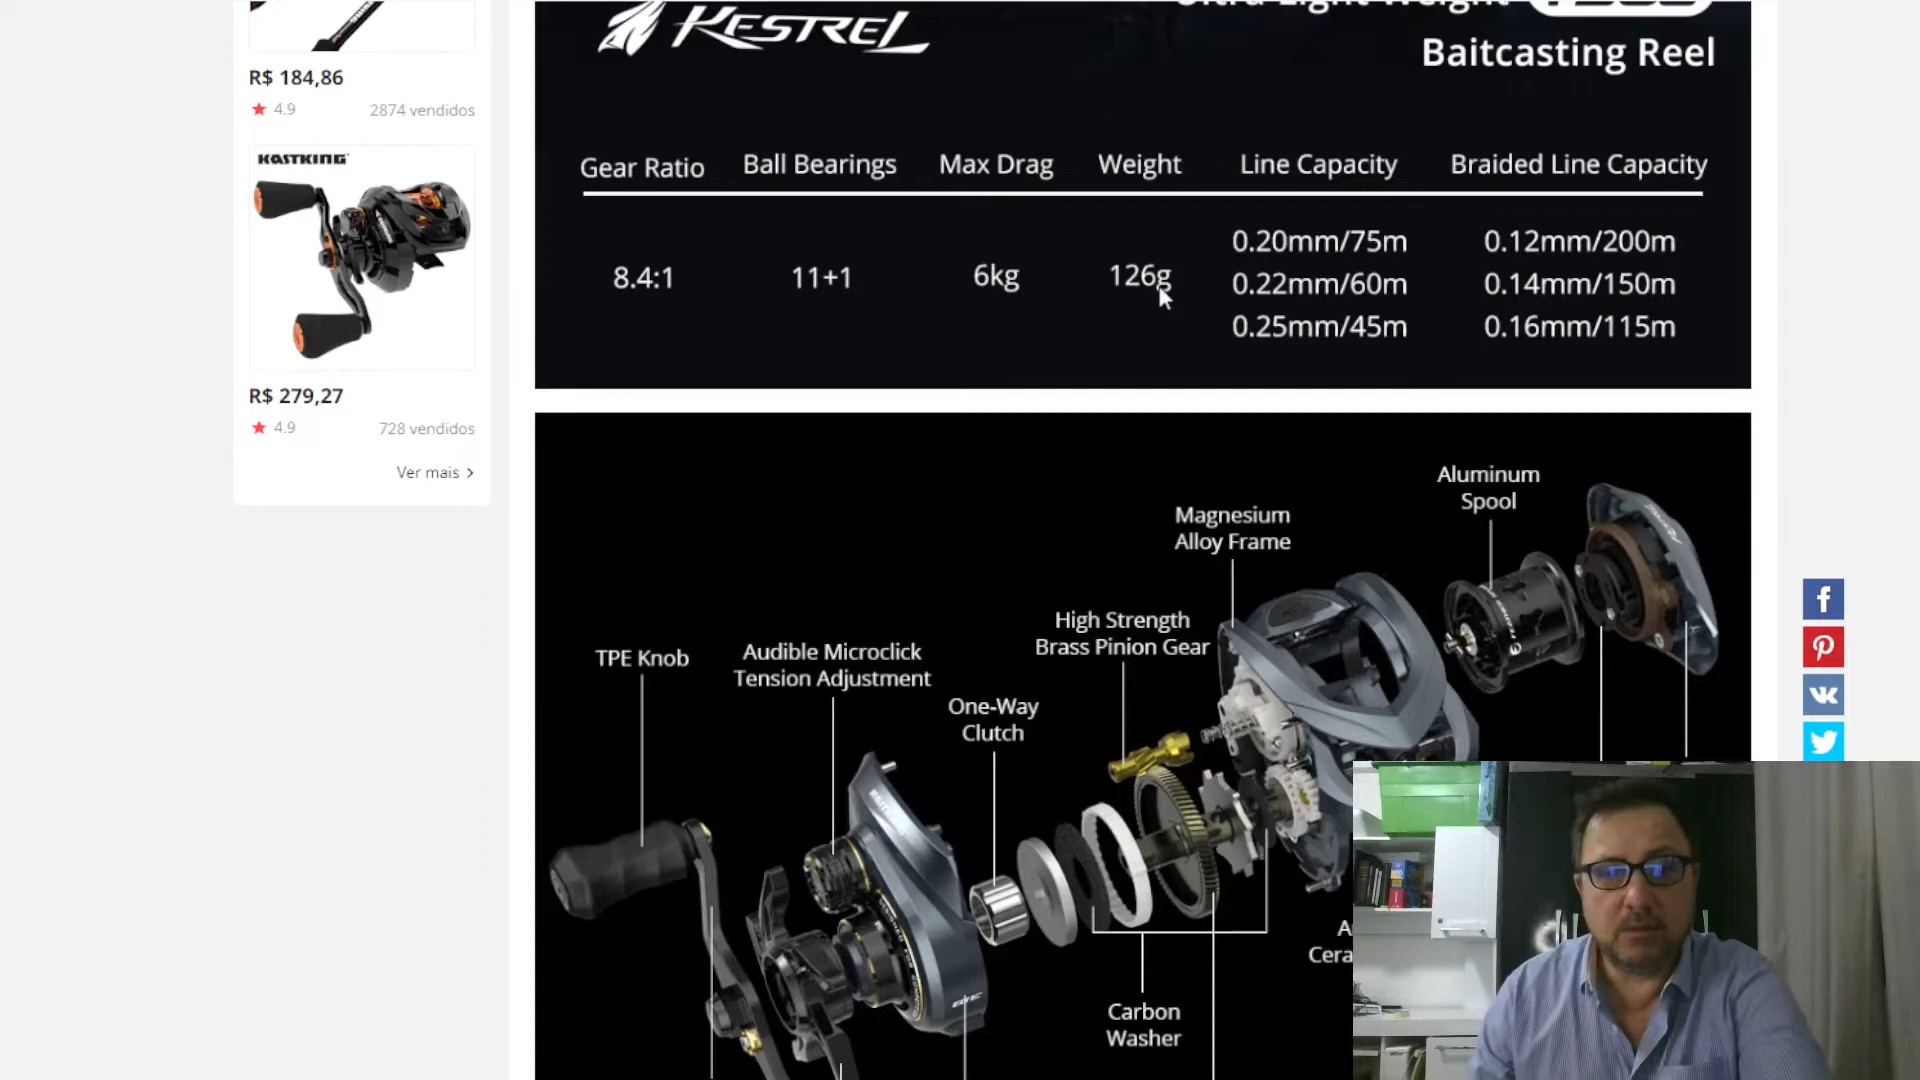 KESTREL
Ultra Light Weight
Baitcasting Reel
R$ 184,86
4.9
2874 vendidos
KASTKING
R$ 279,27
4.9
728 vendidos
Ver mais >
Gear Ratio
Ball Bearings
Max Drag
Weight
Line Capacity
Braided Line Capacity
8.4:1
11+1
6kg
126g
0.20mm/75m
0.22mm/60m
0.25mm/45m
0.12mm/200m
0.14mm/150m
0.16mm/115m
Aluminum
Spool
Magnesium
Alloy Frame
High Strength
Brass Pinion Gear
TPE Knob
Audible Microclick
Tension Adjustment
One-Way
Clutch
Carbon
Washer